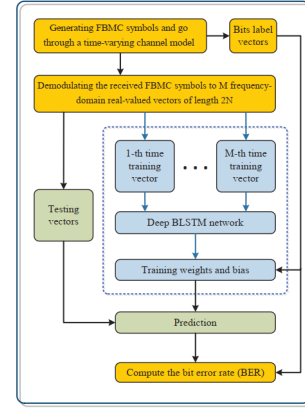 Generating FBMC symbols and go
through a time-varying channel model
Bits label
vectors
Demodulating the received FBMC symbols to M frequency-
domain real-valued vectors of length 2N
1-th time
training
vector
• • •
M-th time
training
vector
Testing
vectors
Deep BLSTM network
Training weights and bias
Prediction
Compute the bit error rate (BER)